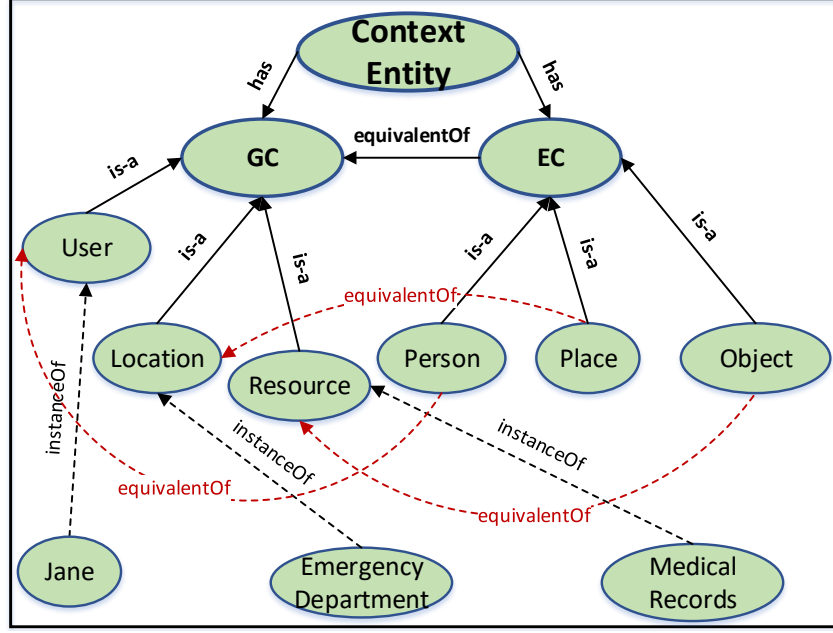 Context
Entity
has
has
GC
equivalentOf
EC
is-a
User
is-a
is-a
is-a
is-a
is-a
equivalentOf
Location
Resource
Person
Place
Object
instanceOf
instanceOf
instanceOf
equivalentOf
equivalentOf
Jane
Emergency
Department
Medical
Records